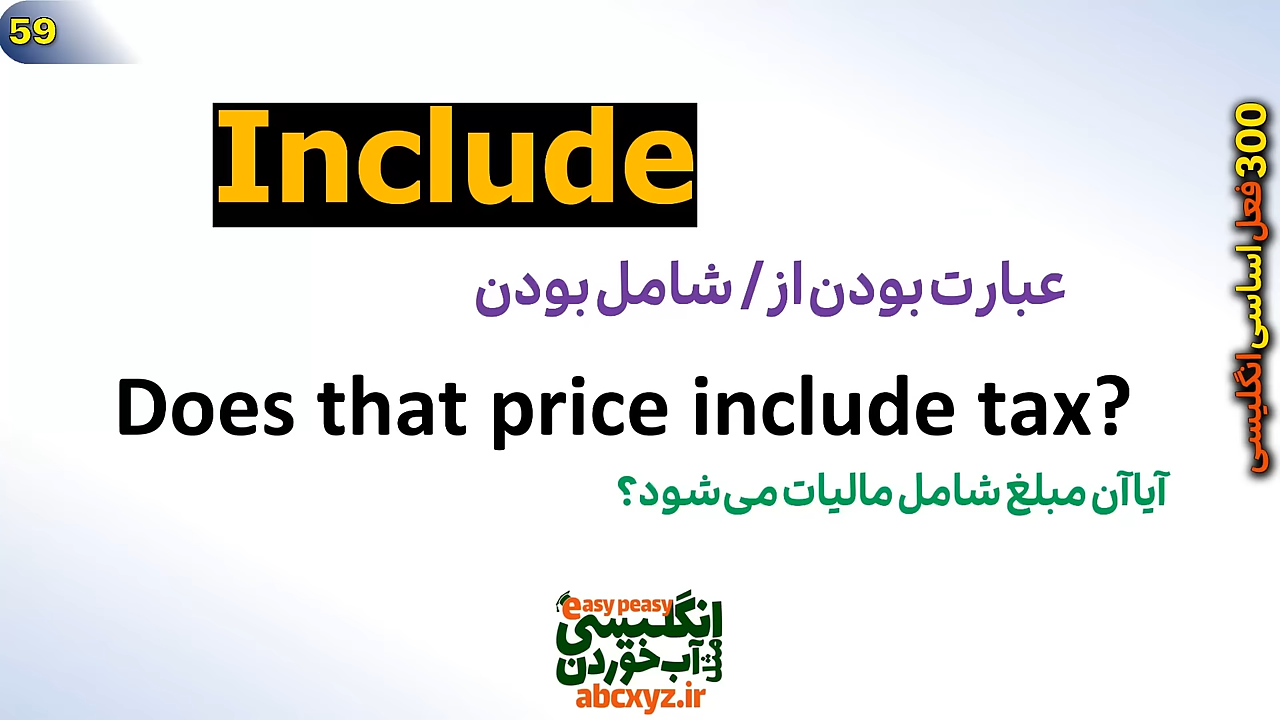 59
Include
عبارت بودن از / شامل بودن
Does that price include tax?
آیا آن مبلغ شامل مالیات می‌شود؟
300 فعل اساسی انگلیسی
easy peasy
انگلیسی
مثل آب خوردن
abcxyz.ir